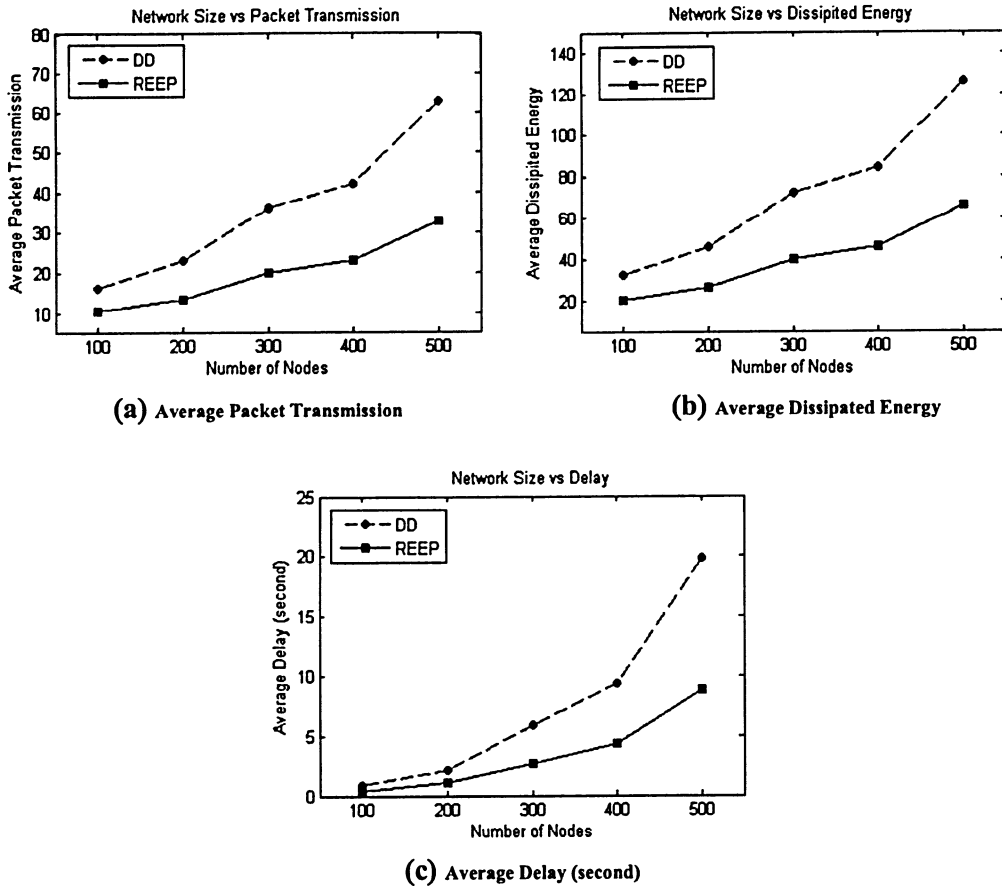 Network Size vs Packet Transmission
80
70
60
50
40
30
20
10
Average Packet Transmission
DD
REEP
100 200 300 400 500
Number of Nodes
(a) Average Packet Transmission
Network Size vs Dissipited Energy
140
120
100
80
60
40
20
Average Dissipited Energy
DD
REEP
100 200 300 400 500
Number of Nodes
(b) Average Dissipated Energy
Network Size vs Delay
25
20
15
10
5
0
Average Delay (second)
DD
REEP
100 200 300 400 500
Number of Nodes
(c) Average Delay (second)